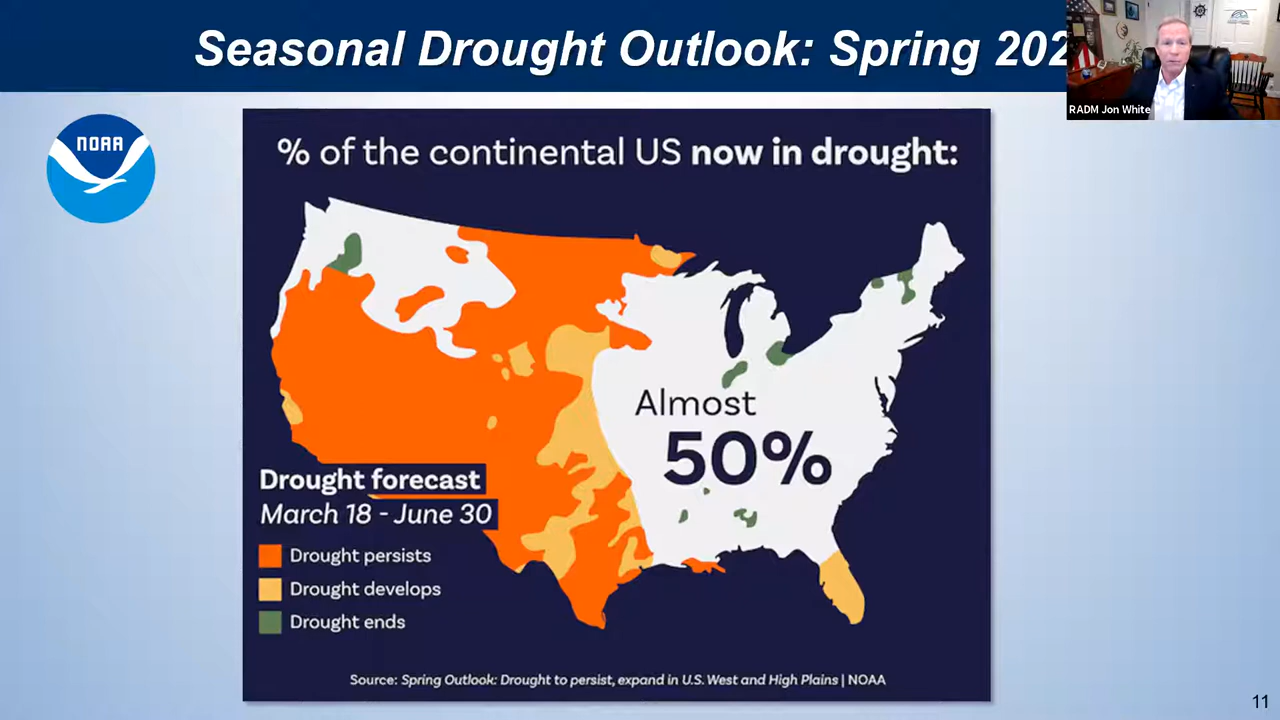 Seasonal Drought Outlook: Spring 202
RADM Jon White
NOAA
% of the continental US now in drought:
Almost
50%
Drought forecast
March 18 - June 30
Drought persists
Drought develops
Drought ends
Source: Spring Outlook: Drought to persist, expand in U.S. West and High Plains | NOAA
11